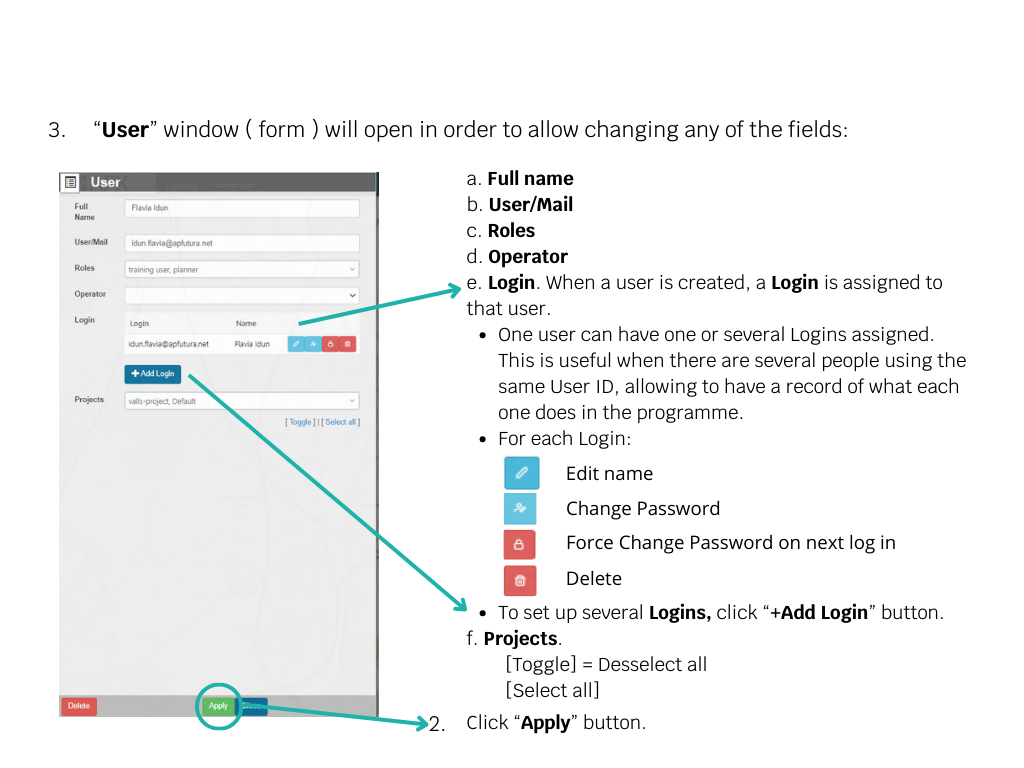 3. “User” window ( form ) will open in order to allow changing any of the fields:
User
Full
Name
Flavia Idun
User/Mail
idun.flavia@apfutura.net
Roles
training user, planner
Operator
Login
Login Name
idun.flavia@apfutura.net Flavia Idun
+Add Login
Projects
valls-project, Default
[ Toggle ] | [ Select all ]
Delete
Apply
a. Full name
b. User/Mail
c. Roles
d. Operator
e. Login. When a user is created, a Login is assigned to
that user.
• One user can have one or several Logins assigned.
This is useful when there are several people using the
same User ID, allowing to have a record of what each
one does in the programme.
• For each Login:
Edit name
Change Password
Force Change Password on next log in
Delete
• To set up several Logins, click “+Add Login” button.
f. Projects.
[Toggle] = Desselect all
[Select all]
2. Click “Apply” button.